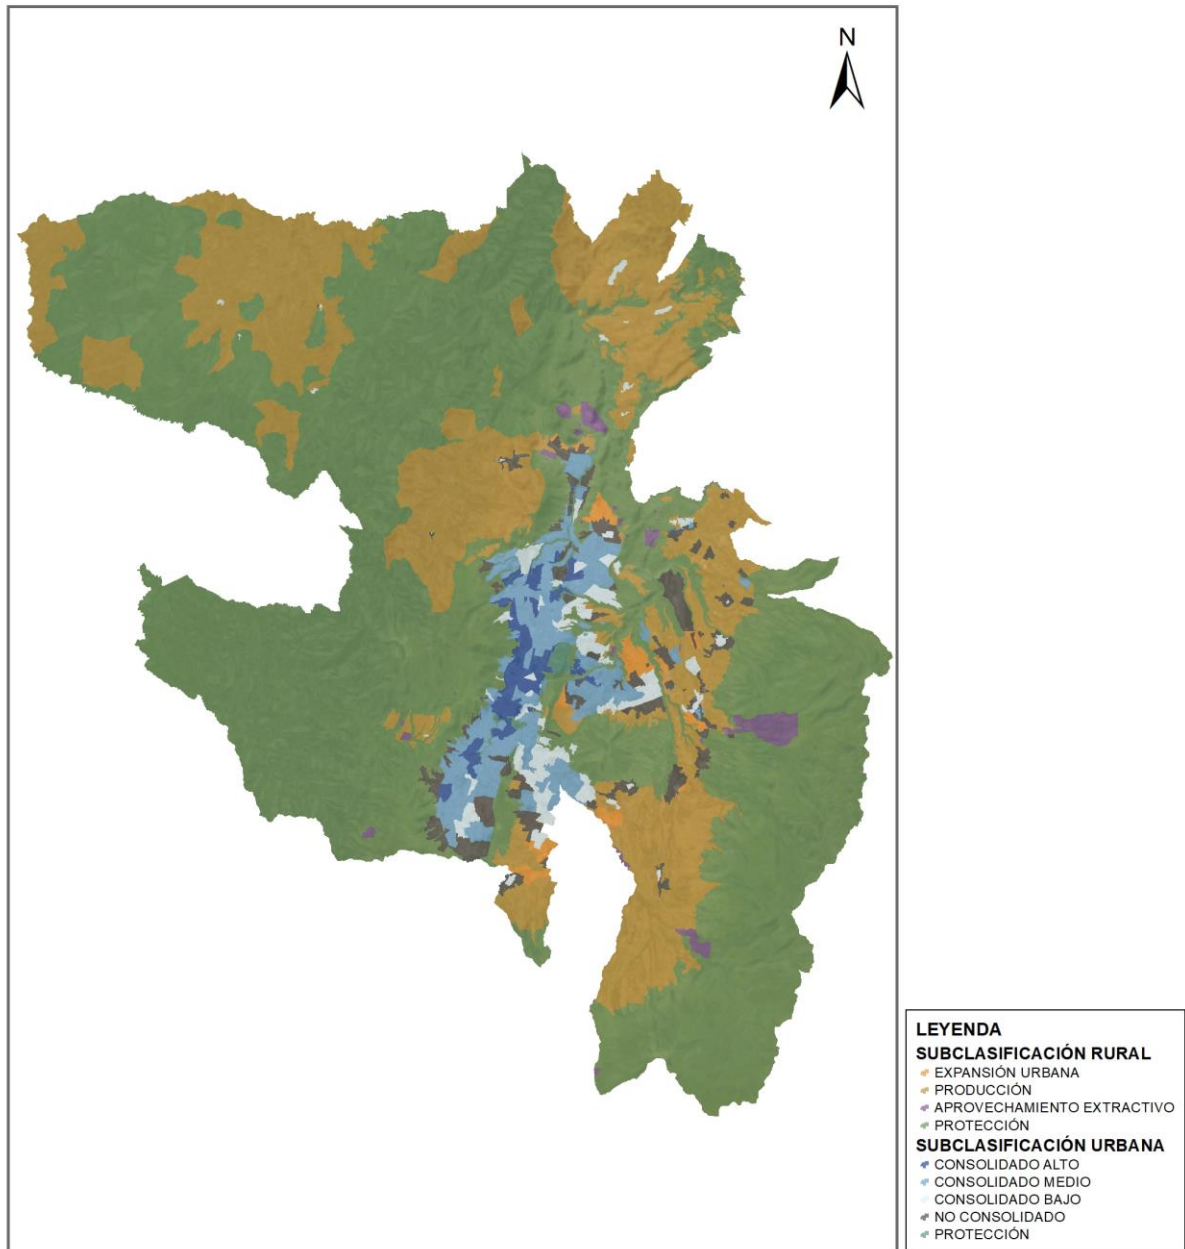 N
LEYENDA
SUBCLASIFICACIÓN RURAL
EXPANSIÓN URBANA
PRODUCCIÓN
APROVECHAMIENTO EXTRACTIVO
PROTECCIÓN
SUBCLASIFICACIÓN URBANA
CONSOLIDADO ALTO
CONSOLIDADO MEDIO
CONSOLIDADO BAJO
NO CONSOLIDADO
PROTECCIÓN